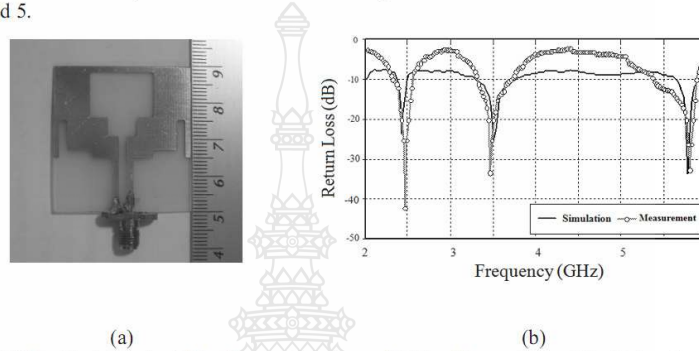 d 5.
0
-10
-20
-30
-40
-50
Return Loss (dB)
Simulation Measurement
2 3 4 5
Frequency (GHz)
9
8
7
6
5
4
(a) (b)